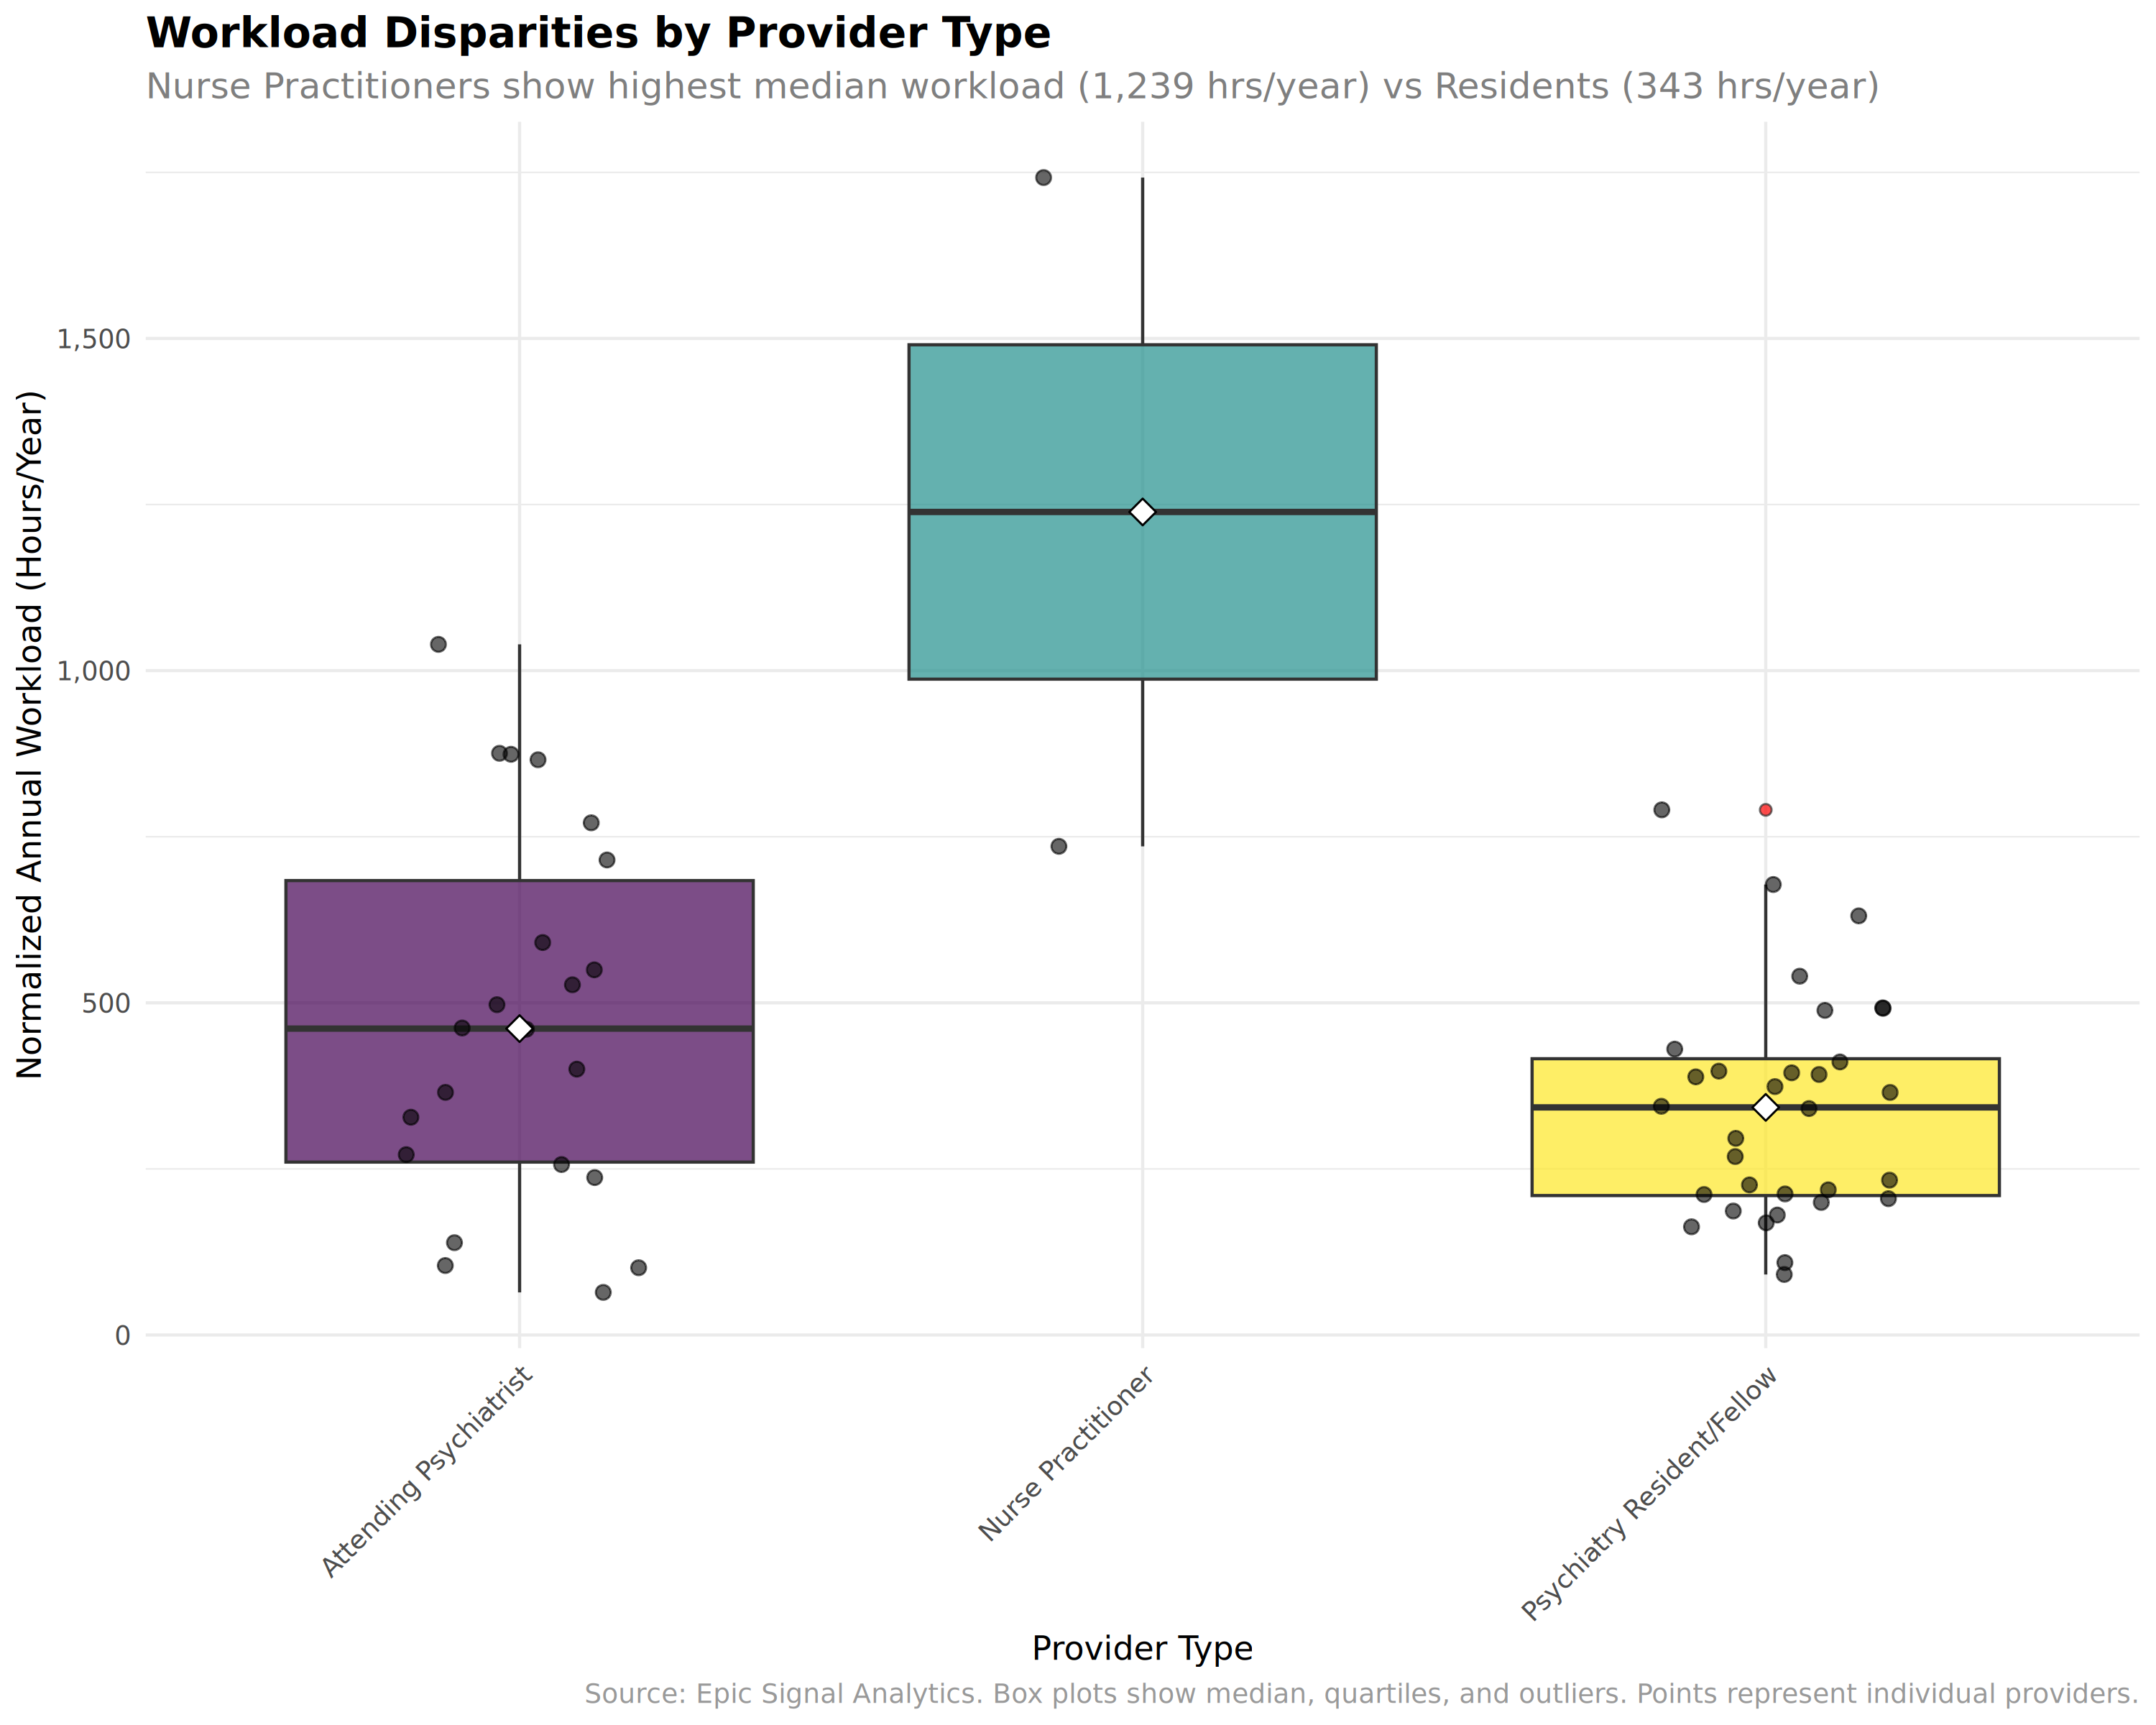 Workload Disparities by Provider Type
Nurse Practitioners show highest median workload (1,239 hrs/year) vs Residents (343 hrs/year)
Normalized Annual Workload (Hours/Year)
1,500
1,000
500
0
Attending Psychiatrist
Nurse Practitioner
Psychiatry Resident/Fellow
Provider Type
Source: Epic Signal Analytics. Box plots show median, quartiles, and outliers. Points represent individual providers.